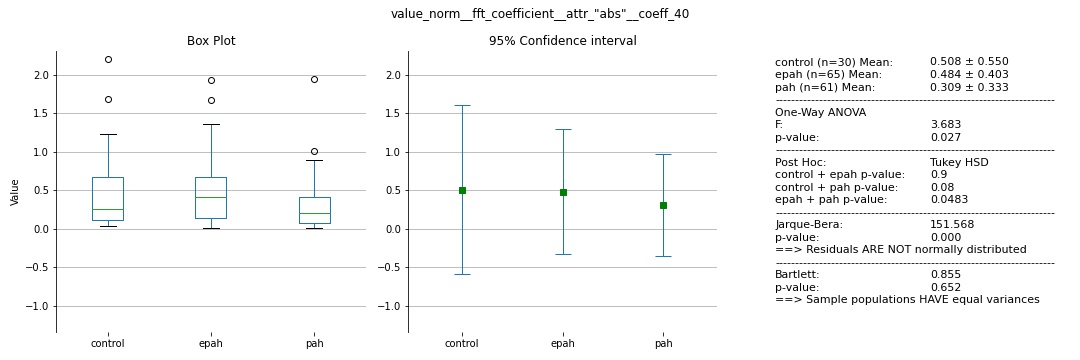 value_norm__fft_coefficient__attr_"abs"__coeff_40
Box Plot
Value
2.0
1.5
1.0
0.5
0.0
−0.5
−1.0
control epah pah
95% Confidence interval
2.0
1.5
1.0
0.5
0.0
−0.5
−1.0
control epah pah
control (n=30) Mean: 0.508 ± 0.550
epah (n=65) Mean: 0.484 ± 0.403
pah (n=61) Mean: 0.309 ± 0.333
One-Way ANOVA
F: 3.683
p-value: 0.027
Post Hoc: Tukey HSD
control + epah p-value: 0.9
control + pah p-value: 0.08
epah + pah p-value: 0.0483
Jarque-Bera: 151.568
p-value: 0.000
==> Residuals ARE NOT normally distributed
Bartlett: 0.855
p-value: 0.652
==> Sample populations HAVE equal variances